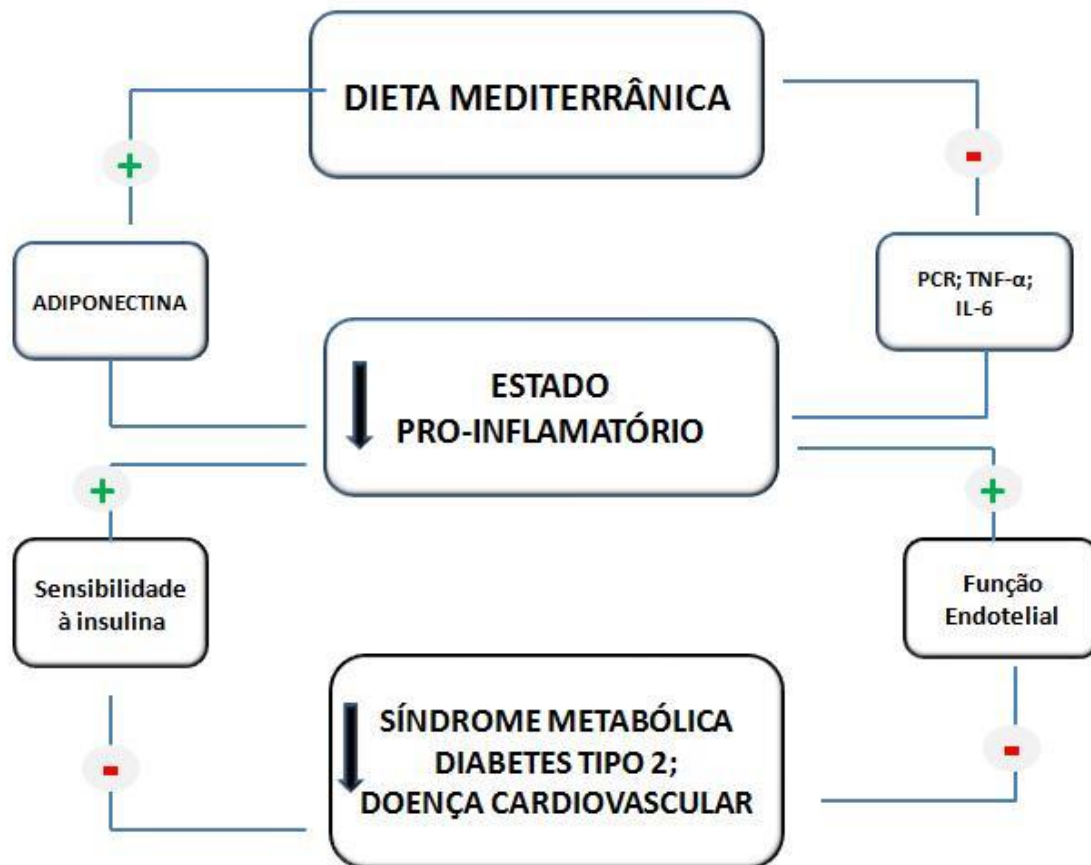 DIETA MEDITERRÂNICA
+
-
ADIPONECTINA
PCR; TNF-α;
IL-6
ESTADO
PRO-INFLAMATÓRIO
+
+
Sensibilidade
à insulina
Função
Endotelial
SÍNDROME METABÓLICA
DIABETES TIPO 2;
DOENÇA CARDIOVASCULAR
-
-